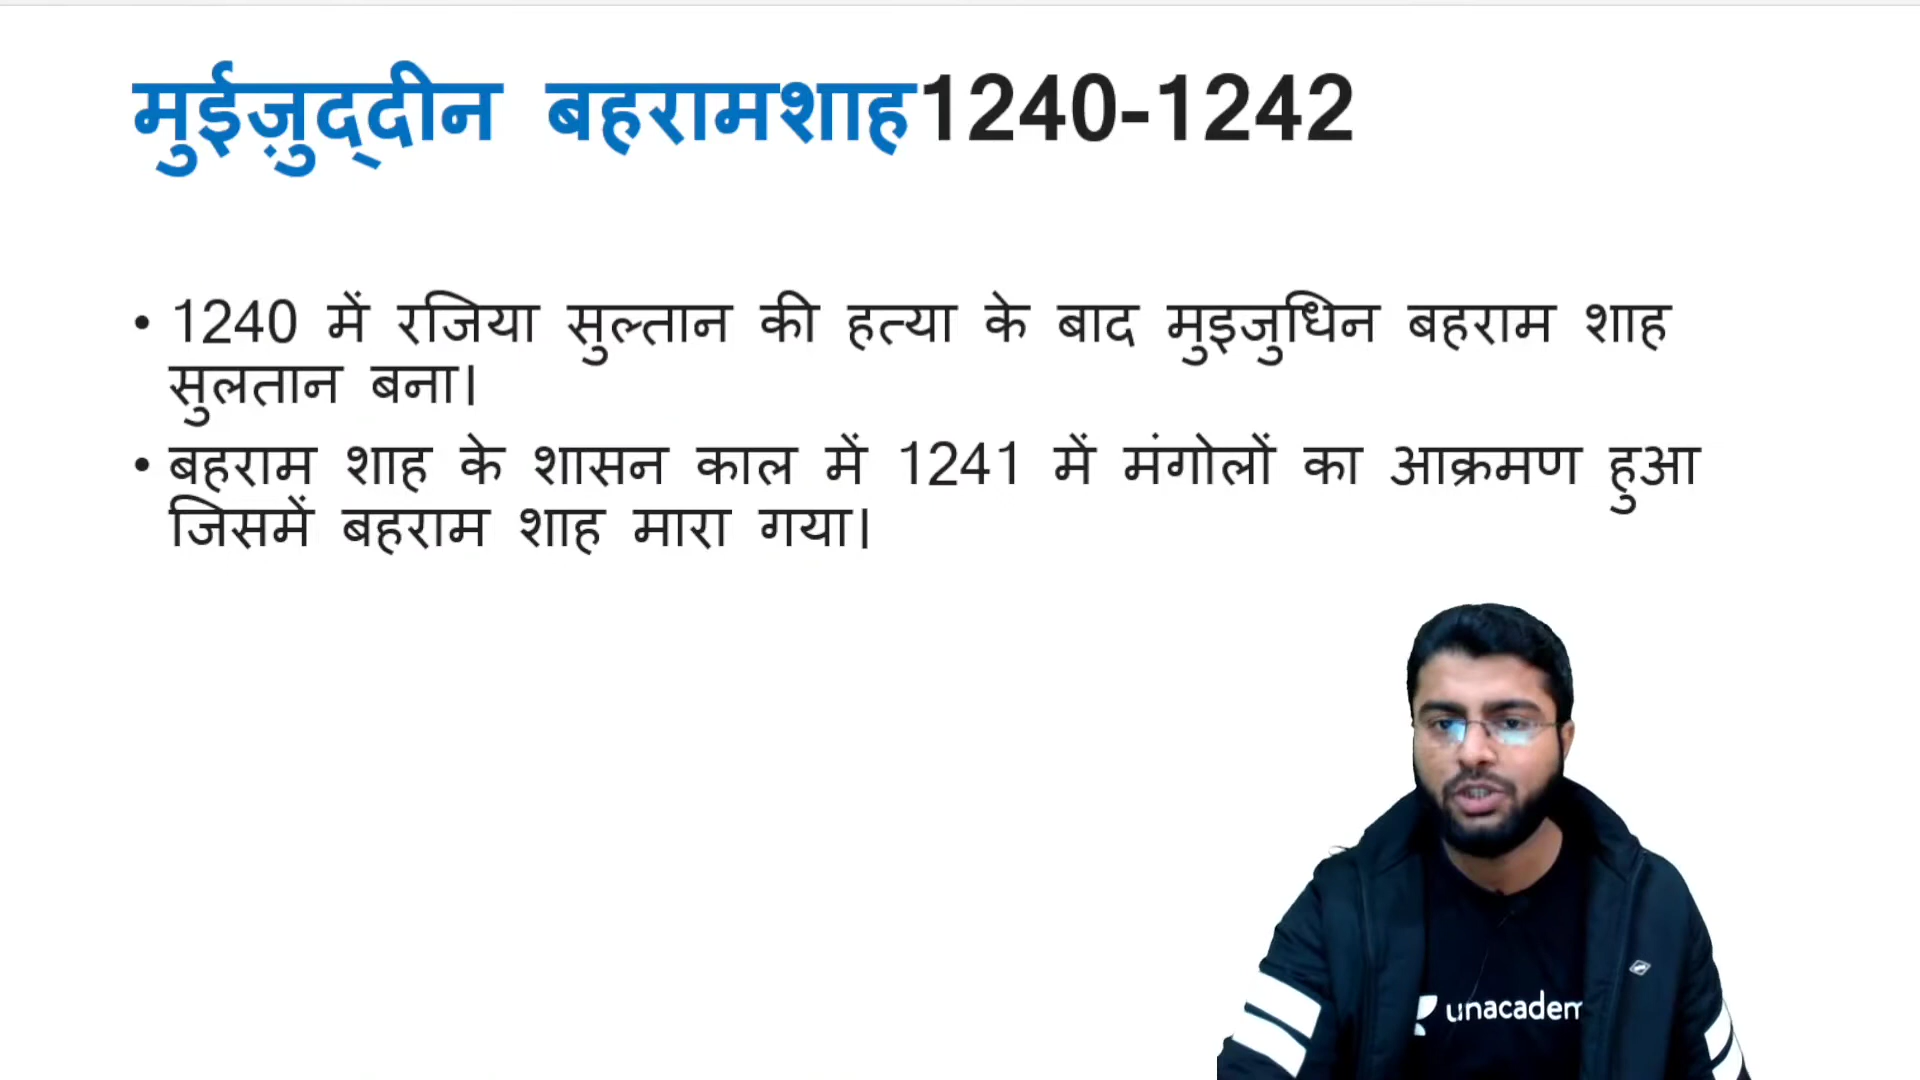 मुईज़ुद्दीन बहरामशाह1240-1242
• 1240 में रजिया सुल्तान की हत्या के बाद मुइजुधिन बहराम शाह
सुलतान बना।
• बहराम शाह के शासन काल में 1241 में मंगोलों का आक्रमण हुआ
जिसमें बहराम शाह मारा गया।
unacadem